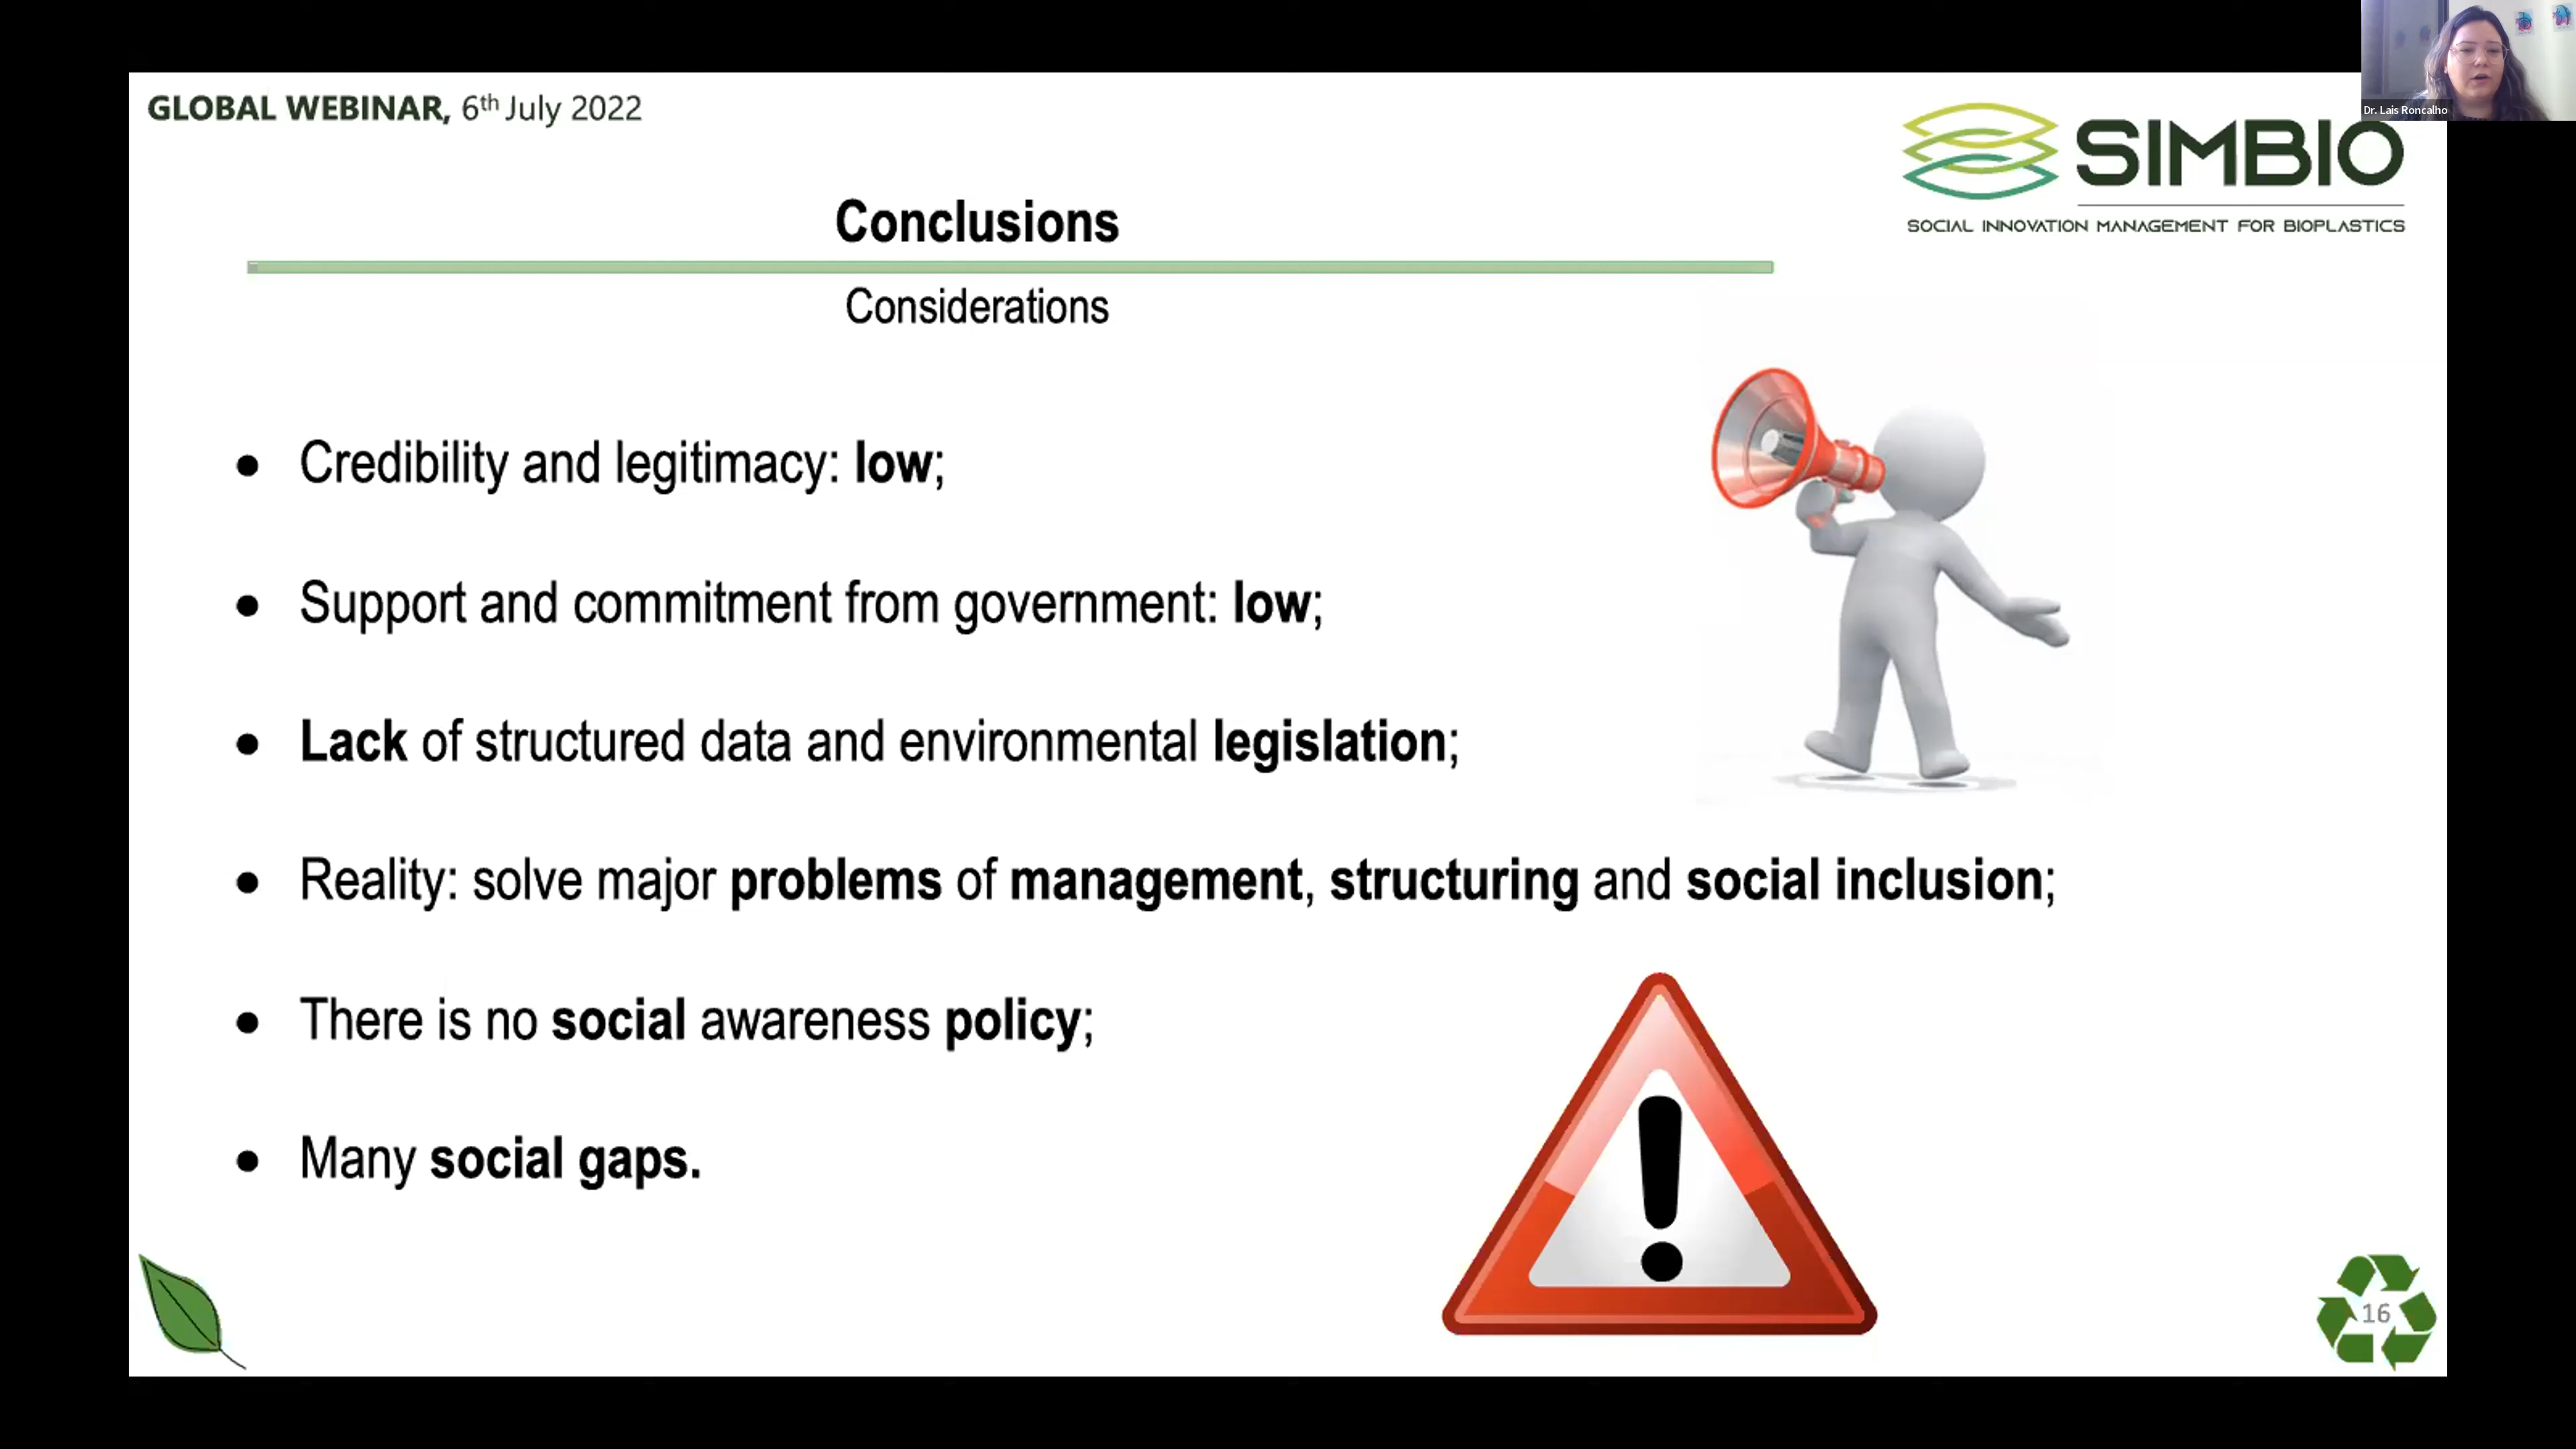 GLOBAL WEBINAR, 6th July 2022
Dr. Lais Roncalho
SIMBIO
SOCIAL INNOVATION MANAGEMENT FOR BIOPLASTICS
Conclusions
Considerations
• Credibility and legitimacy: low;
• Support and commitment from government: low;
• Lack of structured data and environmental legislation;
• Reality: solve major problems of management, structuring and social inclusion;
• There is no social awareness policy;
• Many social gaps.
16